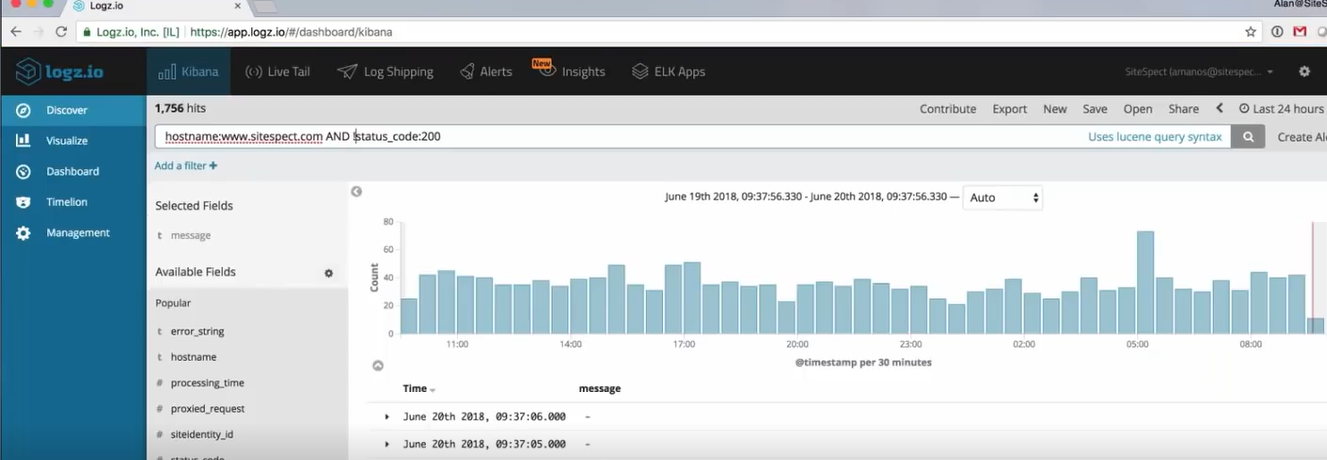 Logz.io
Alan@SiteS
Logz.io, Inc. [IL] https://app.logz.io/#/dashboard/kibana
logz.io Kibana Live Tail Log Shipping Alerts New Insights ELK Apps SiteSpect (amanos@sitespec...
Discover
Visualize
Dashboard
Timelion
Management
1,756 hits
Contribute Export New Save Open Share Last 24 hours
hostname:www.sitespect.com AND !status_code:200 Uses lucene query syntax Create Al
Add a filter +
Selected Fields
t message
Available Fields
Popular
t error_string
t hostname
# processing_time
# proxied_request
# siteidentity_id
# status_code
June 19th 2018, 09:37:56.330 - June 20th 2018, 09:37:56.330 — Auto
Count
80
60
40
20
0
11:00 14:00 17:00 20:00 23:00 02:00 05:00 08:00
@timestamp per 30 minutes
Time message
June 20th 2018, 09:37:06.000 -
June 20th 2018, 09:37:05.000 -